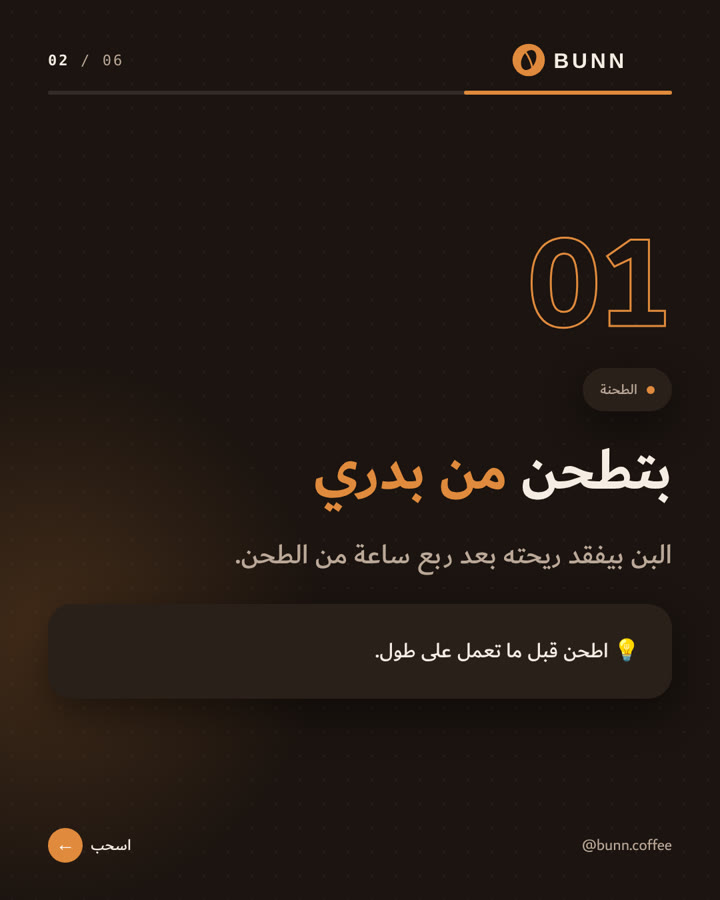 BUNN
02 / 06
01
الطحنة
بتطحن من بدري
البن بيفقد ريحته بعد ربع ساعة من الطحن.
💡 اطحن قبل ما تعمل على طول.
@bunn.coffee
اسحب ←